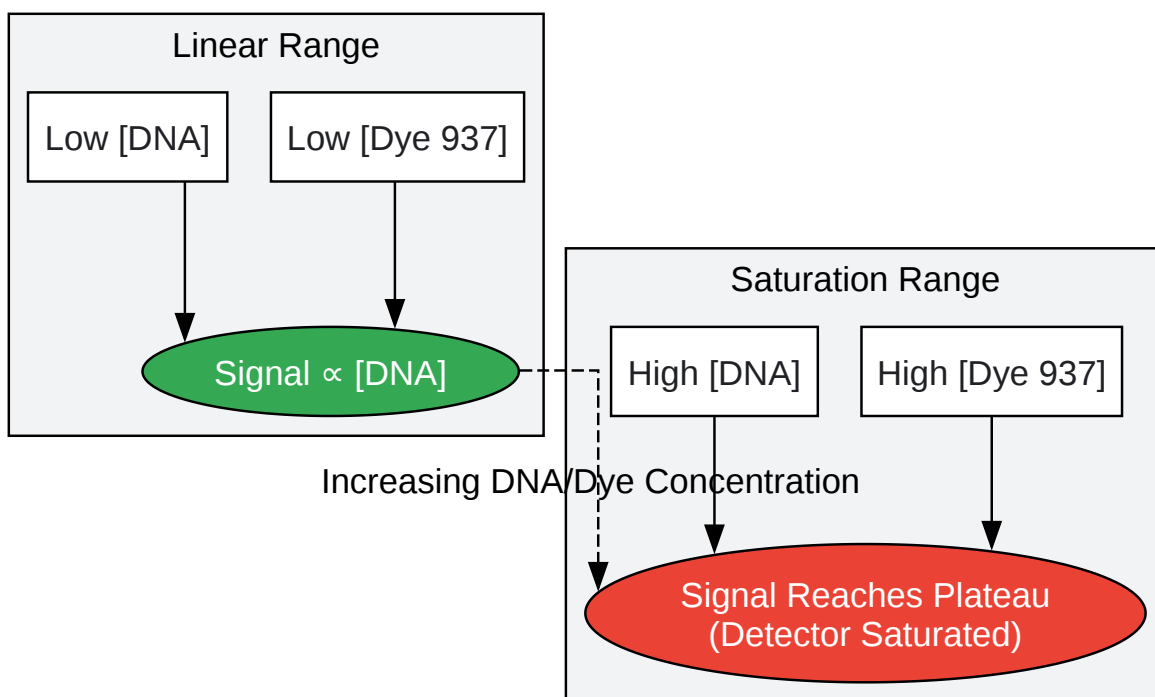 Linear Range
Low [DNA]
Low [Dye 937]
Signal ∝ [DNA]
Saturation Range
High [DNA]
High [Dye 937]
Increasing DNA/Dye Concentration
Signal Reaches Plateau
(Detector Saturated)